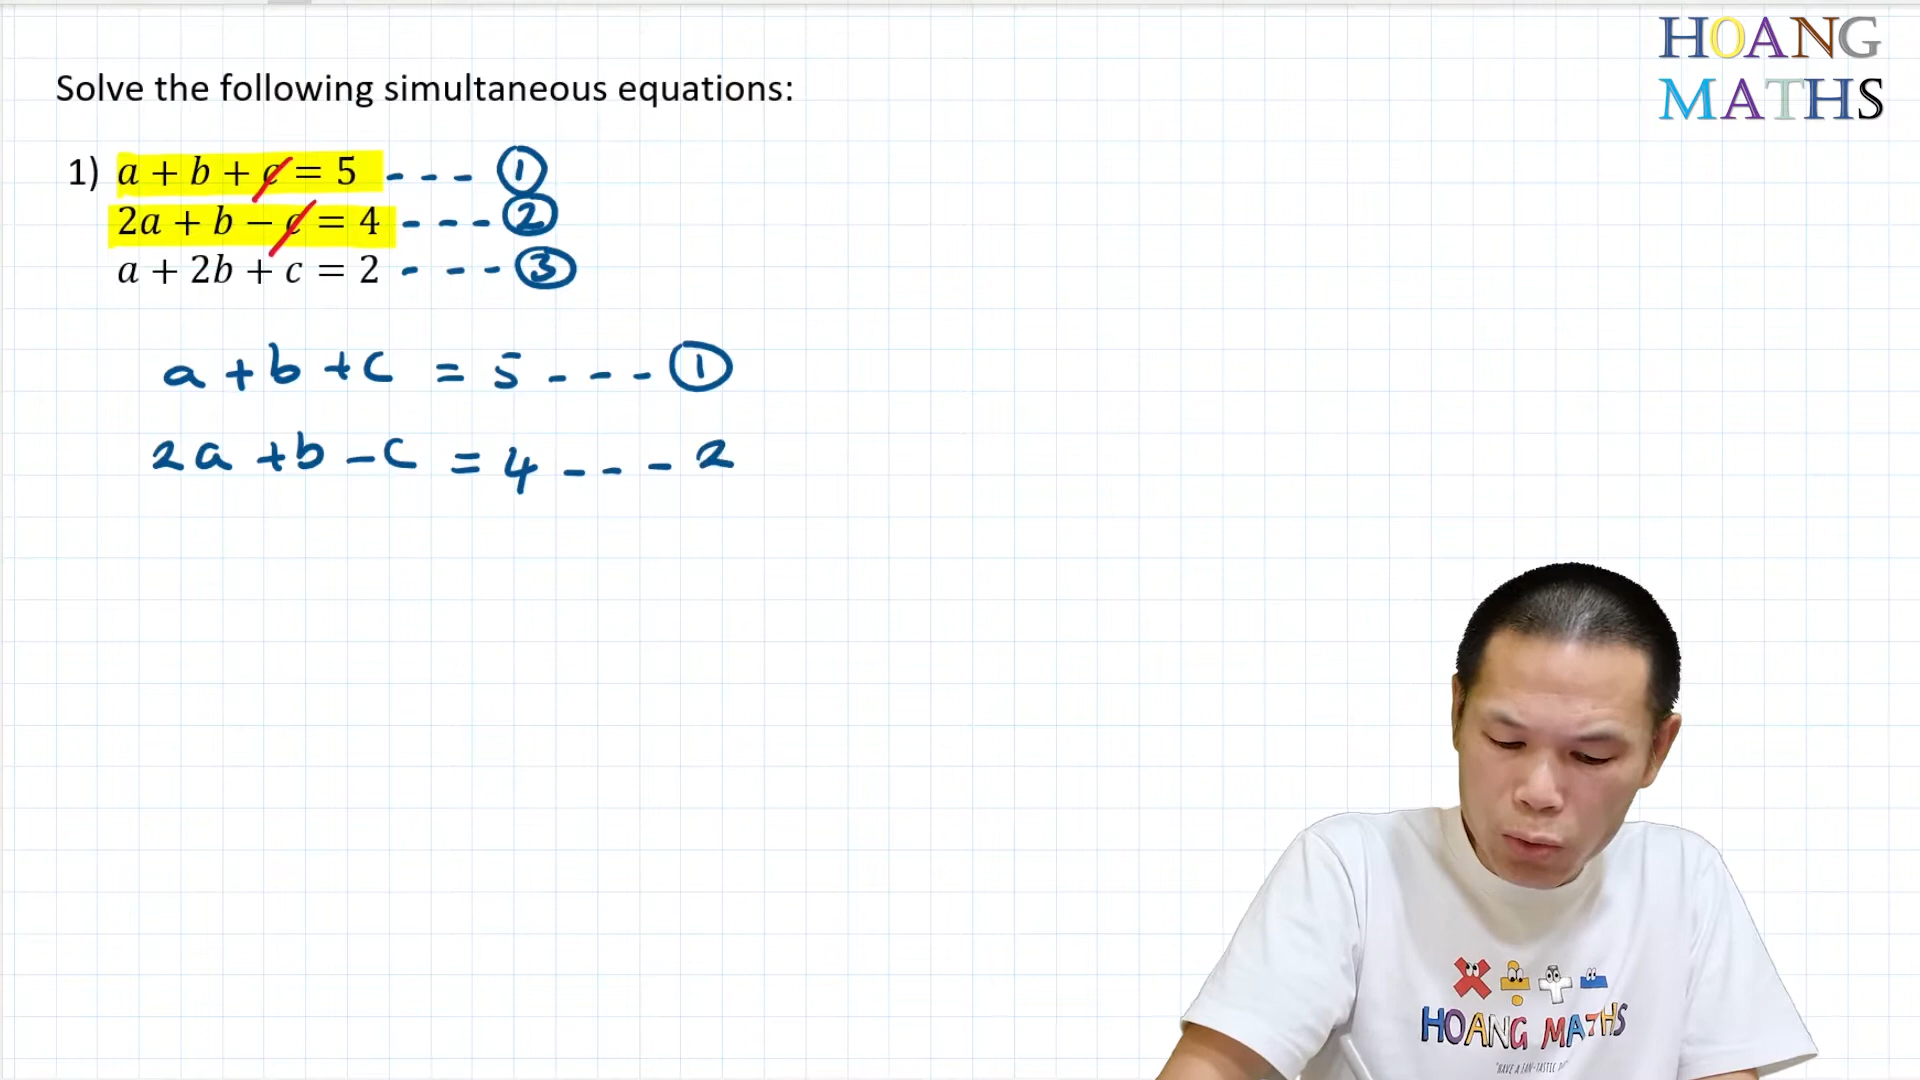 HOANG
MATHS
Solve the following simultaneous equations:
1) a + b + c = 5 - - - ①
2a + b − c = 4 - - - ②
a + 2b + c = 2 - - - ③
a + b + c = 5 - - - ①
2a + b - c = 4 - - - 2
HOANG MATHS